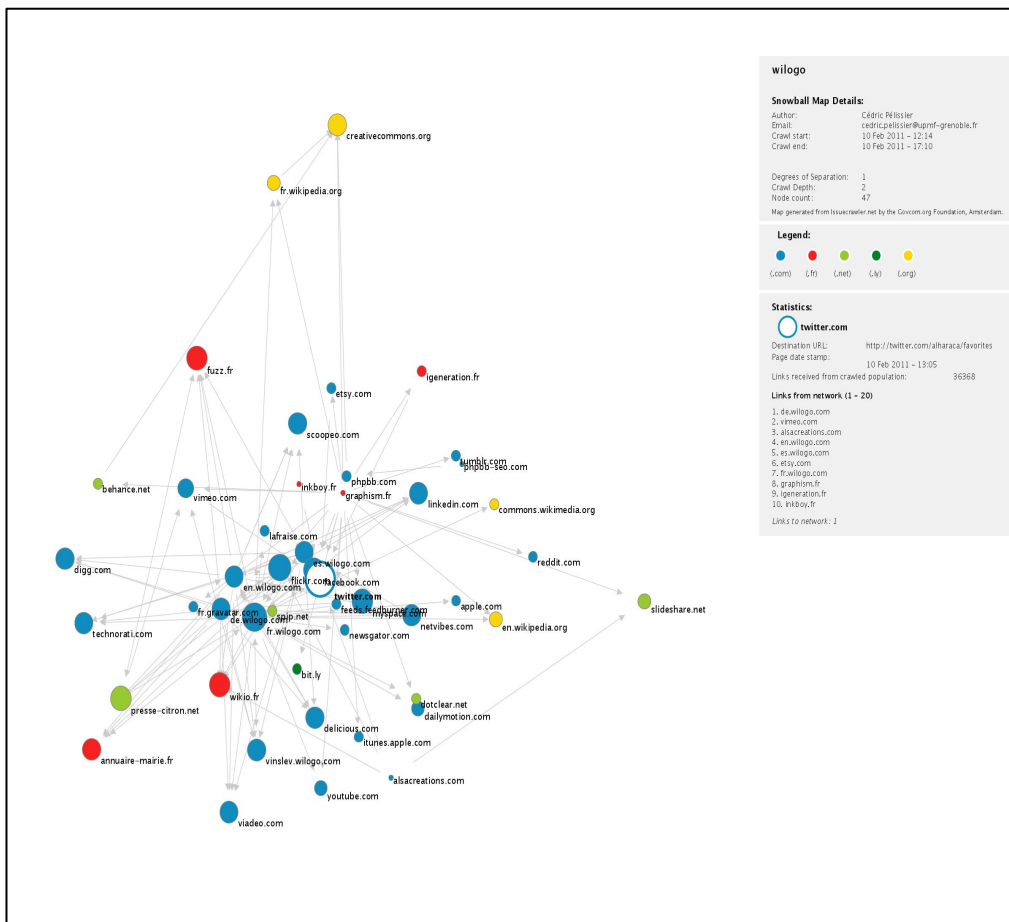 wilogo
Snowball Map Details:
Author: Cédric Pélissier
Email: cedric.pelissier@upmf-grenoble.fr
Crawl start: 10 Feb 2011 – 12:14
Crawl end: 10 Feb 2011 – 17:10
Degrees of Separation: 1
Crawl Depth: 2
Node count: 47
Map generated from Issuecrawler.net by the Govcom.org Foundation, Amsterdam.
Legend:
(.com) (.fr) (.net) (.ly) (.org)
Statistics:
twitter.com
Destination URL: http://twitter.com/alharaca/favorites
Page date stamp:
10 Feb 2011 – 13:05
Links received from crawled population: 36368
Links from network (1 – 20)
1. de.wilogo.com
2. vimeo.com
3. alsacreations.com
4. en.wilogo.com
5. es.wilogo.com
6. etsy.com
7. fr.wilogo.com
8. graphism.fr
9. igeneration.fr
10. inkboy.fr
Links to network: 1
creativecommons.org
fr.wikipedia.org
fuzz.fr
igeneration.fr
etsy.com
scoopeo.com
tumblr.com
phpbb-seo.com
phpbb.com
inkboy.fr
behance.net
graphism.fr
vimeo.com
linkedin.com
commons.wikimedia.org
lafraise.com
es.wilogo.com
reddit.com
digg.com
flickr.com
facebook.com
en.wilogo.com
twitter.com
slideshare.net
fr.gravatar.com
feeds.feedburner.com
apple.com
spip.net
de.wilogo.com
myspace.com
netvibes.com
en.wikipedia.org
technorati.com
fr.wilogo.com
newsgator.com
bit.ly
wikio.fr
presse-citron.net
dotclear.net
dailymotion.com
delicious.com
itunes.apple.com
annuaire-mairie.fr
vinslev.wilogo.com
alsacreations.com
youtube.com
viadeo.com